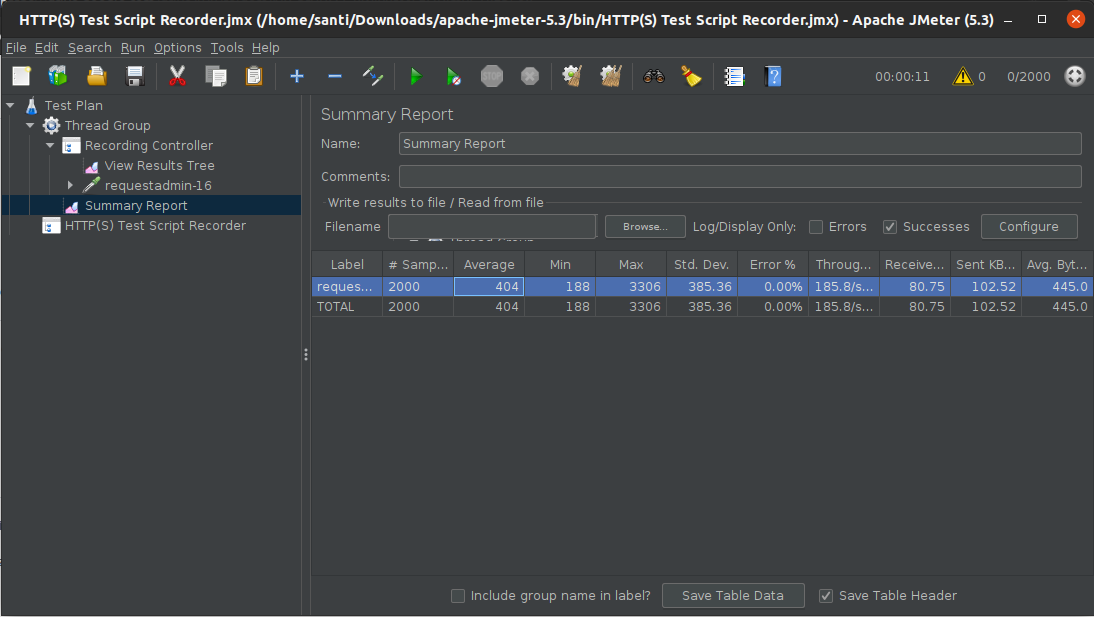 HTTP(S) Test Script Recorder.jmx (/home/santi/Downloads/apache-jmeter-5.3/bin/HTTP(S) Test Script Recorder.jmx) - Apache JMeter (5.3)
File Edit Search Run Options Tools Help
STOP 00:00:11 0 0/2000
Test Plan
Thread Group
Recording Controller
View Results Tree
requestadmin-16
Summary Report
HTTP(S) Test Script Recorder
Summary Report
Name: Summary Report
Comments:
Write results to file / Read from file
Filename Browse... Log/Display Only: Errors Successes Configure
Label # Samp... Average Min Max Std. Dev. Error % Throug... Receive... Sent KB... Avg. Byt...
reques... 2000 404 188 3306 385.36 0.00% 185.8/s... 80.75 102.52 445.0
TOTAL 2000 404 188 3306 385.36 0.00% 185.8/s... 80.75 102.52 445.0
Include group name in label? Save Table Data Save Table Header